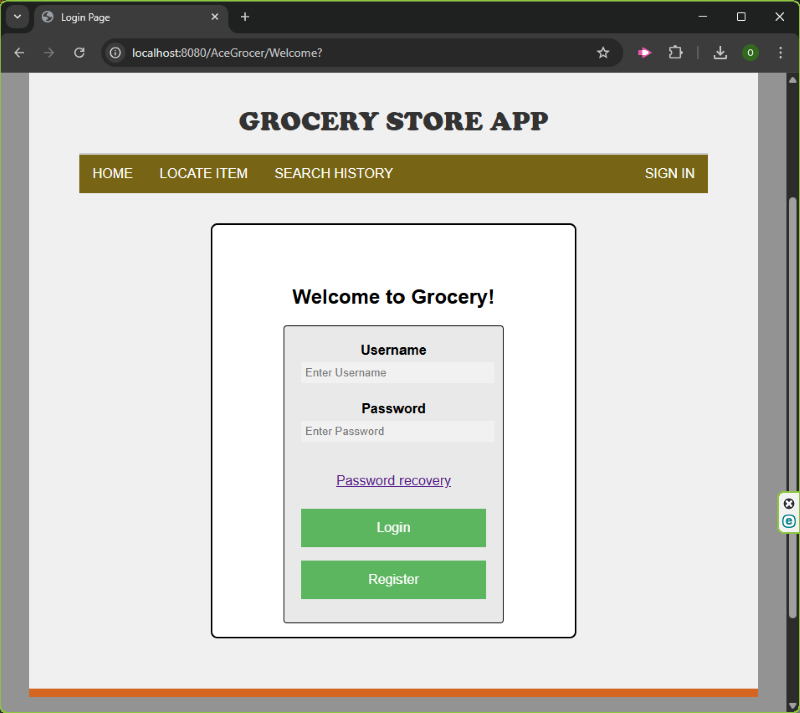 Login Page
localhost:8080/AceGrocer/Welcome?
O
GROCERY STORE APP
HOME LOCATE ITEM SEARCH HISTORY SIGN IN
Welcome to Grocery!
Username
Enter Username
Password
Enter Password
Password recovery
Login
Register
e